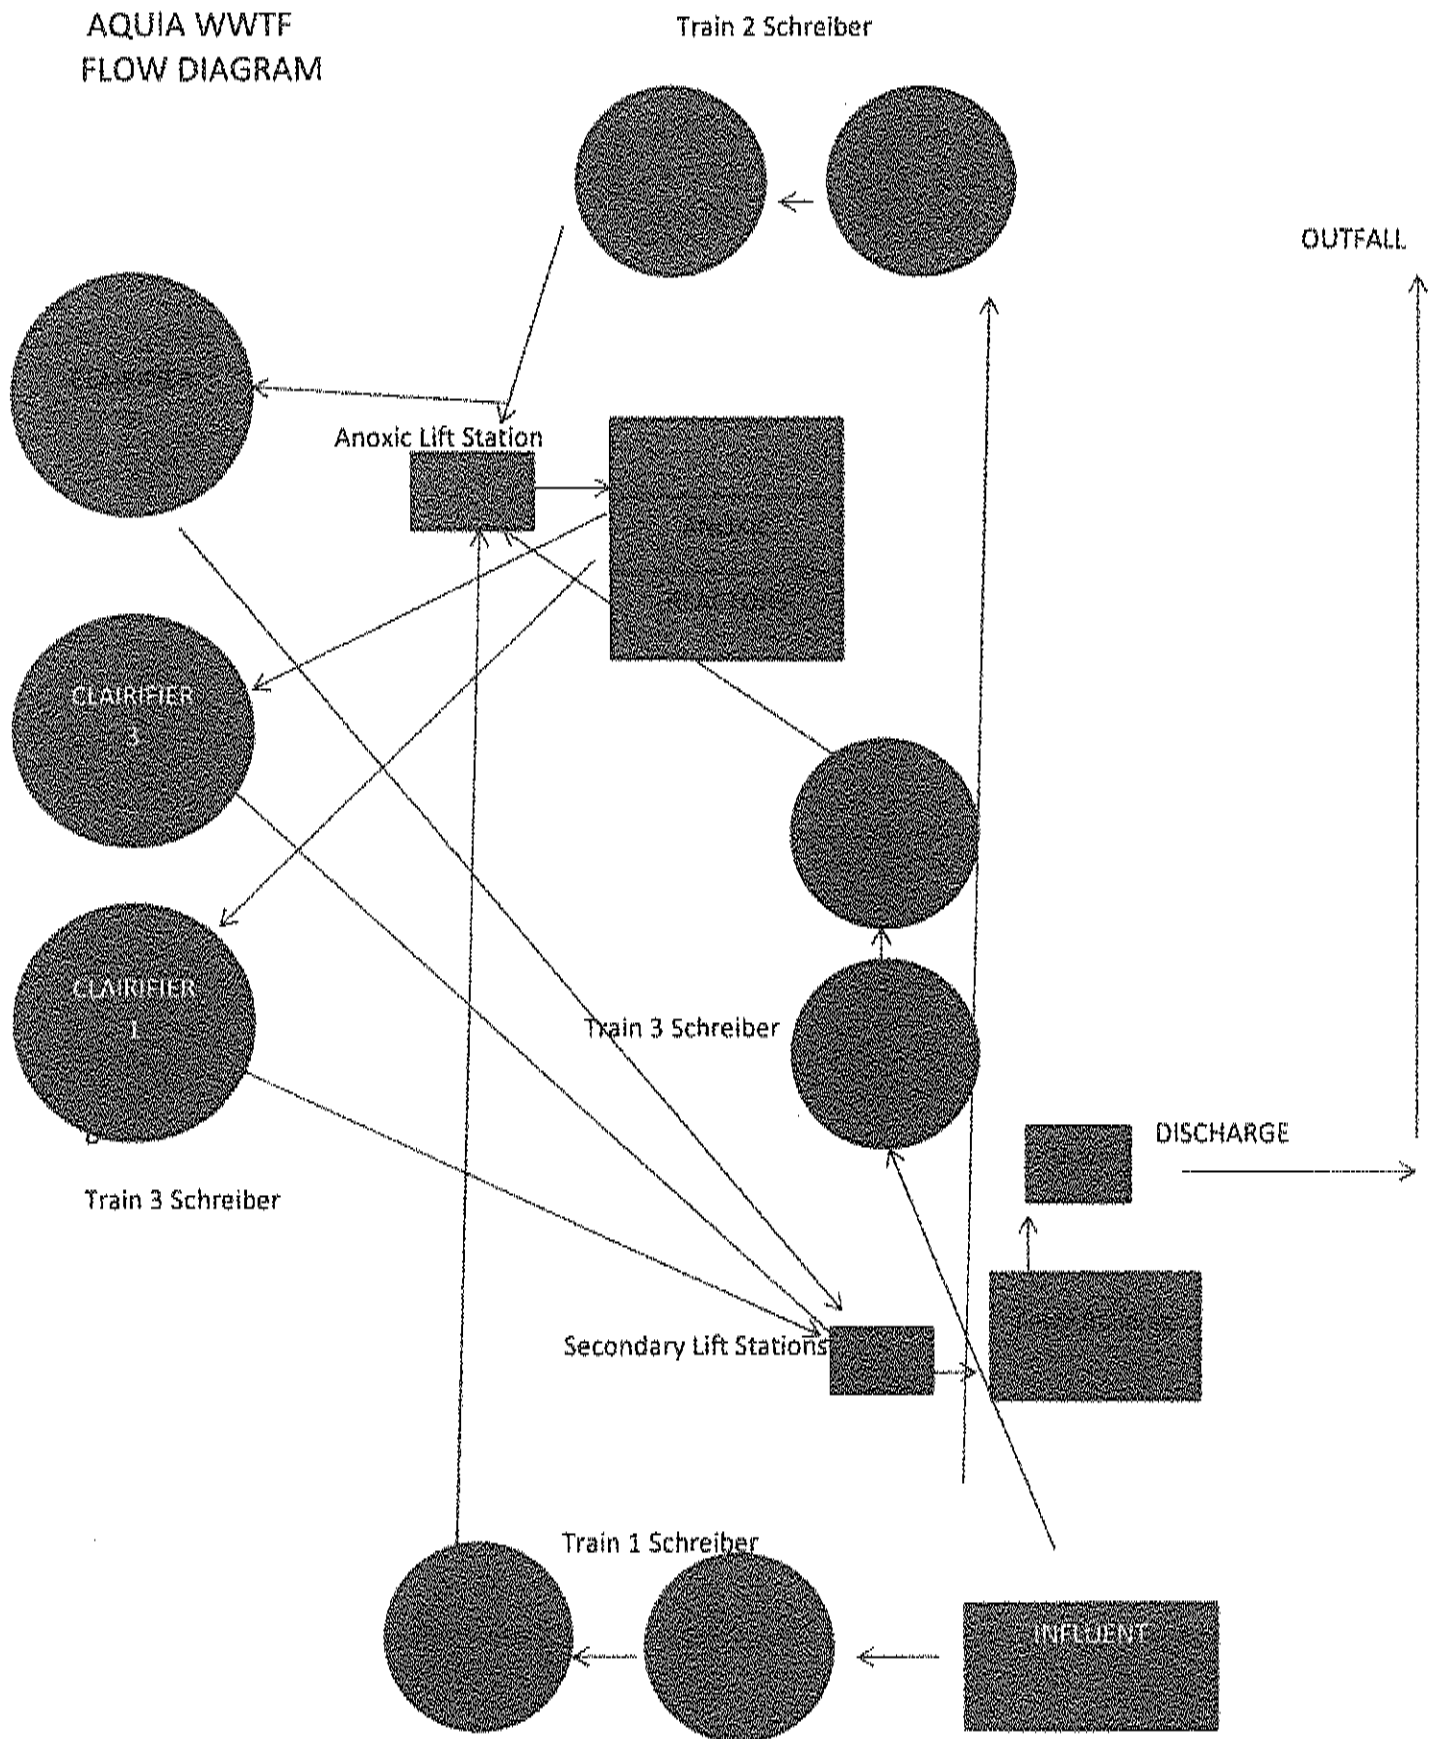 AQUIA WWTF
FLOW DIAGRAM
Train 2 Schreiber
OUTFALL
Anoxic Lift Station
CLAIRIFIER
3
CLAIRIFIER
1
Train 3 Schreiber
DISCHARGE
Train 3 Schreiber
Secondary Lift Stations
Train 1 Schreiber
INFLUENT